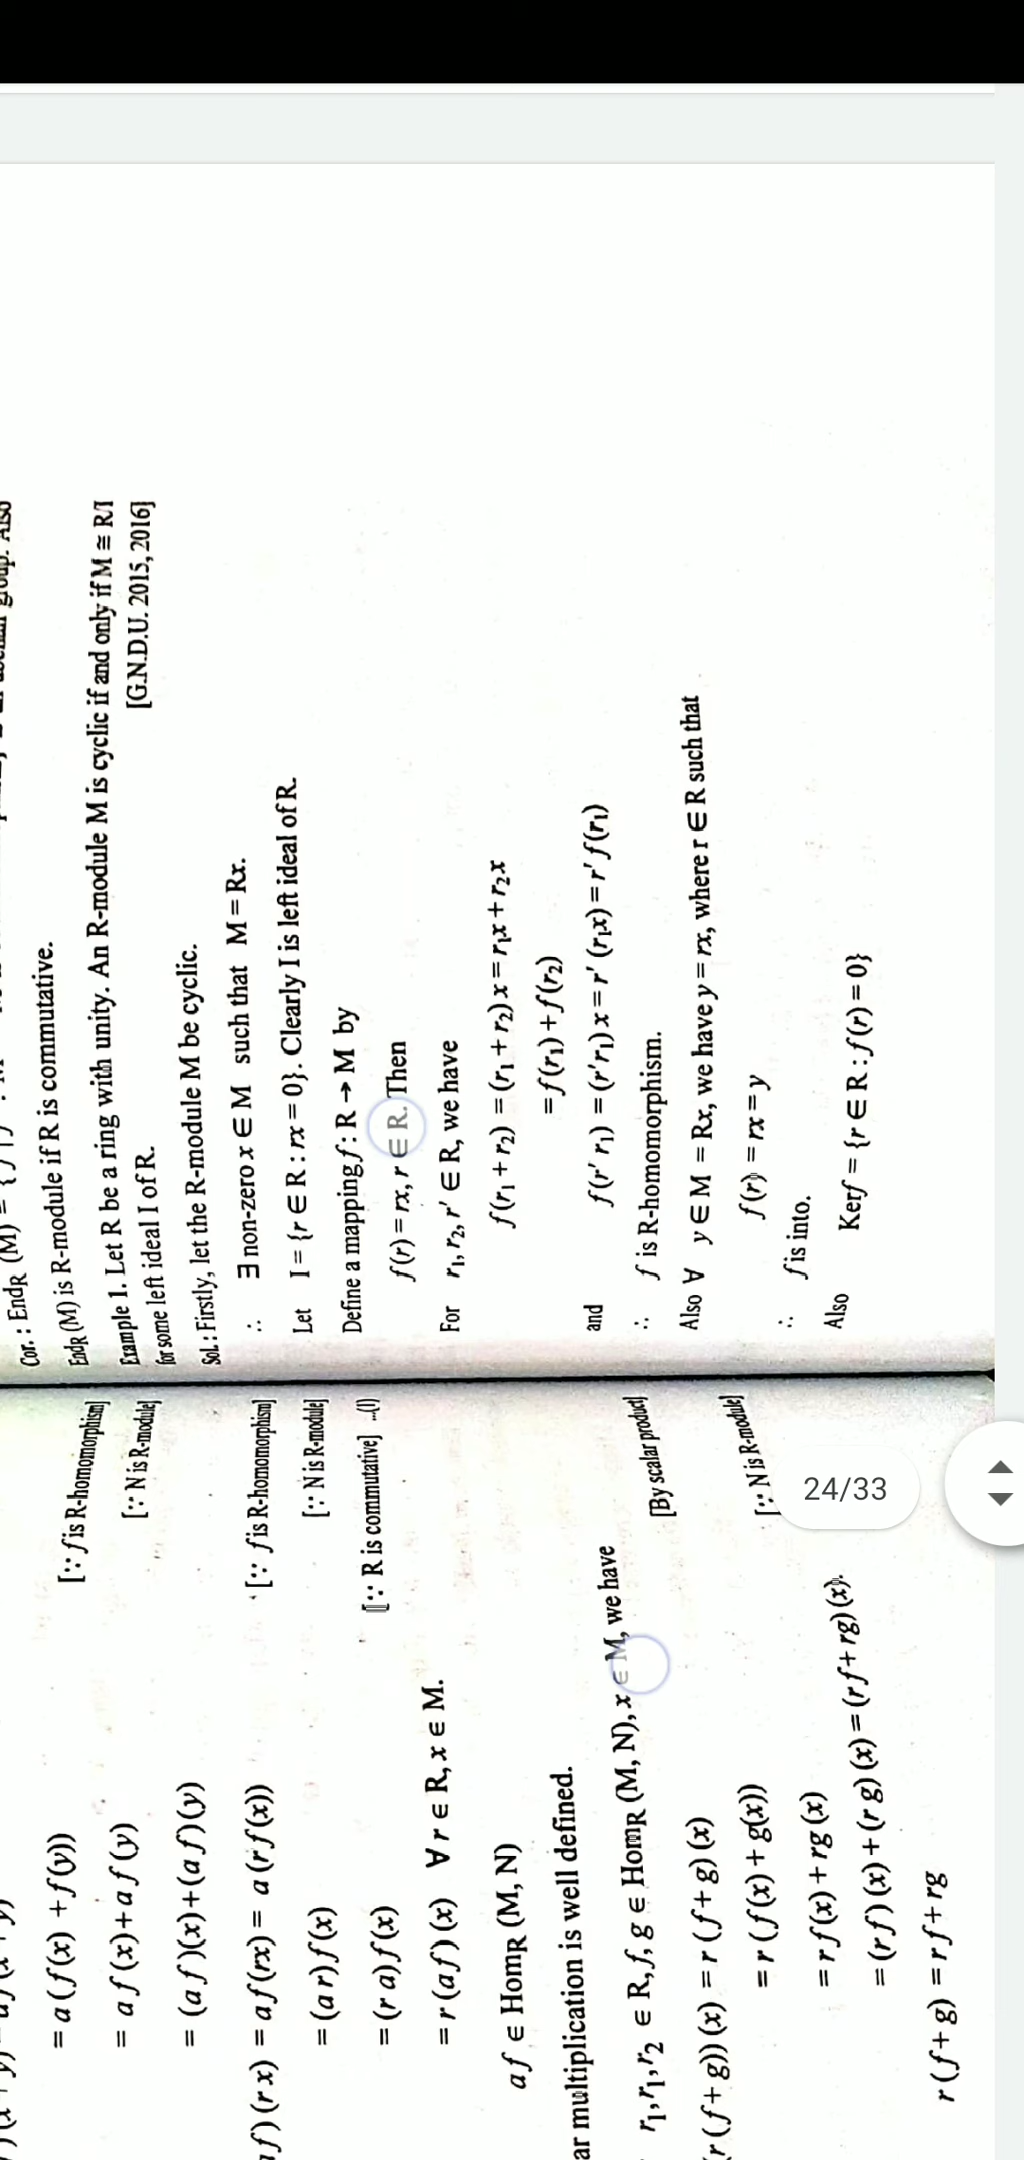 = a (f(x) + f(y))
[∵ f is R-homomorphism]
= a f (x) + a f (y)
[∵ N is R-module]
= (a f)(x) + (a f)(y)
f) (r x) = a f (rx) = a (r f (x))
[∵ f is R-homomorphism]
= (a r) f (x)
[∵ N is R-module]
= (r a) f (x)
[∵ R is commutative] ...(i)
= r (a f) (x) ∀ r ∈ R, x ∈ M.
a f ∈ HomR (M, N)
ar multiplication is well defined.
r1, r1, r2 ∈ R, f, g ∈ HomR (M, N), x ∈ M, we have
r (f + g)) (x) = r (f + g) (x)
[By scalar product]
= r (f (x) + g(x))
= r f (x) + rg (x)
[∵ N is R-module]
= (r f) (x) + (r g) (x) = (r f + rg) (x).
r (f + g) = r f + rg
Cor. : EndR (M) =
EndR (M) is R-module if R is commutative.
Example 1. Let R be a ring with unity. An R-module M is cyclic if and only if M ≅ R/I
for some left ideal I of R.
[G.N.D.U. 2015, 2016]
Sol. : Firstly, let the R-module M be cyclic.
∴ ∃ non-zero x ∈ M such that M = Rx.
Let I = {r ∈ R : rx = 0}. Clearly I is left ideal of R.
Define a mapping f : R → M by
f(r) = rx, r ∈ R. Then
For r1, r2, r' ∈ R, we have
f(r1 + r2) = (r1 + r2) x = r1x + r2x
= f(r1) + f(r2)
and f(r' r1) = (r'r1) x = r' (r1x) = r' f(r1)
∴ f is R-homomorphism.
Also ∀ y ∈ M = Rx, we have y = rx, where r ∈ R such that
f(r) = rx = y
∴ f is into.
Also Kerf = {r ∈ R : f(r) = 0}
24/33